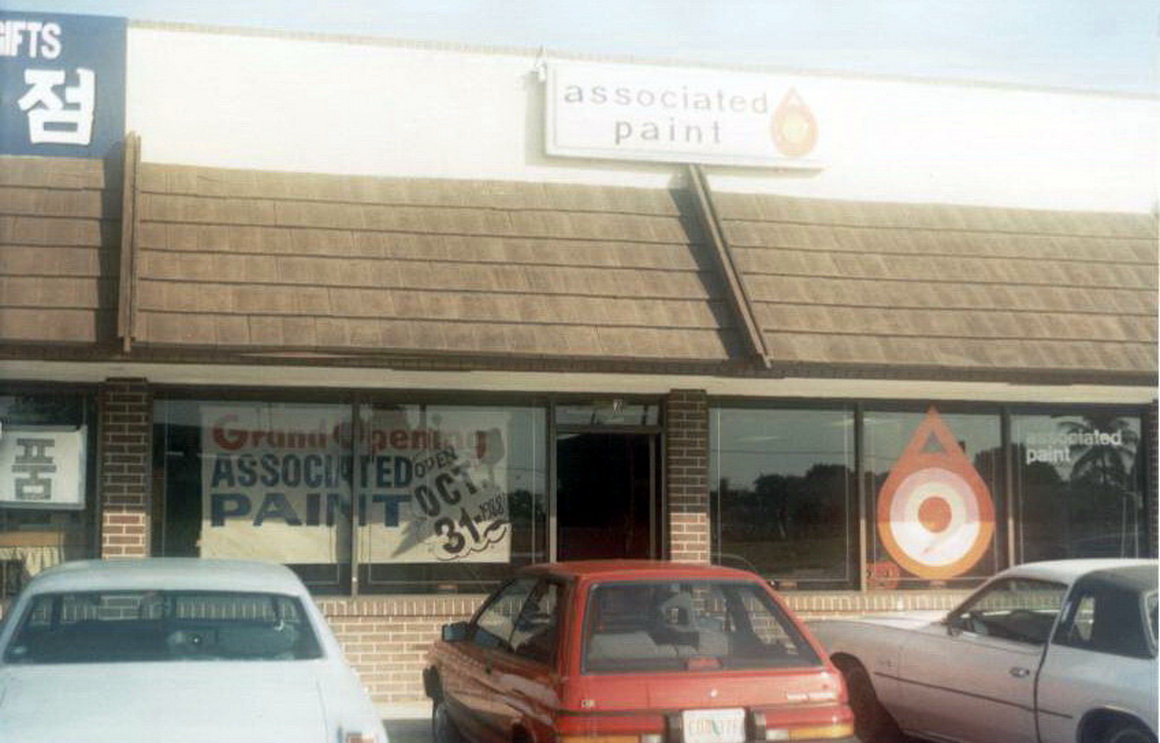 GIFTS
점
associated
paint
Grand Opening
ASSOCIATED
PAINT
OPEN
OCT.
31, 1988
associated
paint
품